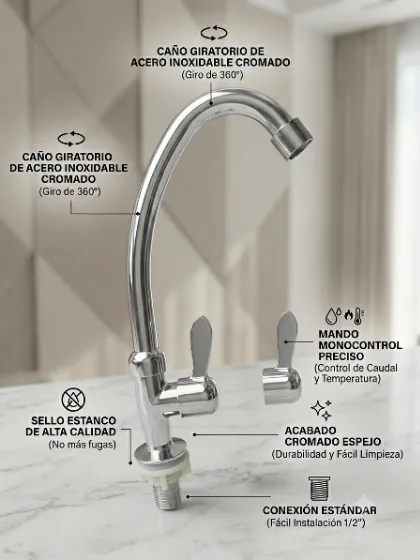 CAÑO GIRATORIO DE
ACERO INOXIDABLE CROMADO
(Giro de 360°)
CAÑO GIRATORIO
DE ACERO INOXIDABLE
CROMADO
(Giro de 360°)
MANDO
MONOCONTROL
PRECISO
(Control de Caudal
y Temperatura)
SELLO ESTANCO
DE ALTA CALIDAD
(No más fugas)
ACABADO
CROMADO ESPEJO
(Durabilidad y Fácil Limpieza)
CONEXIÓN ESTÁNDAR
(Fácil Instalación 1/2")